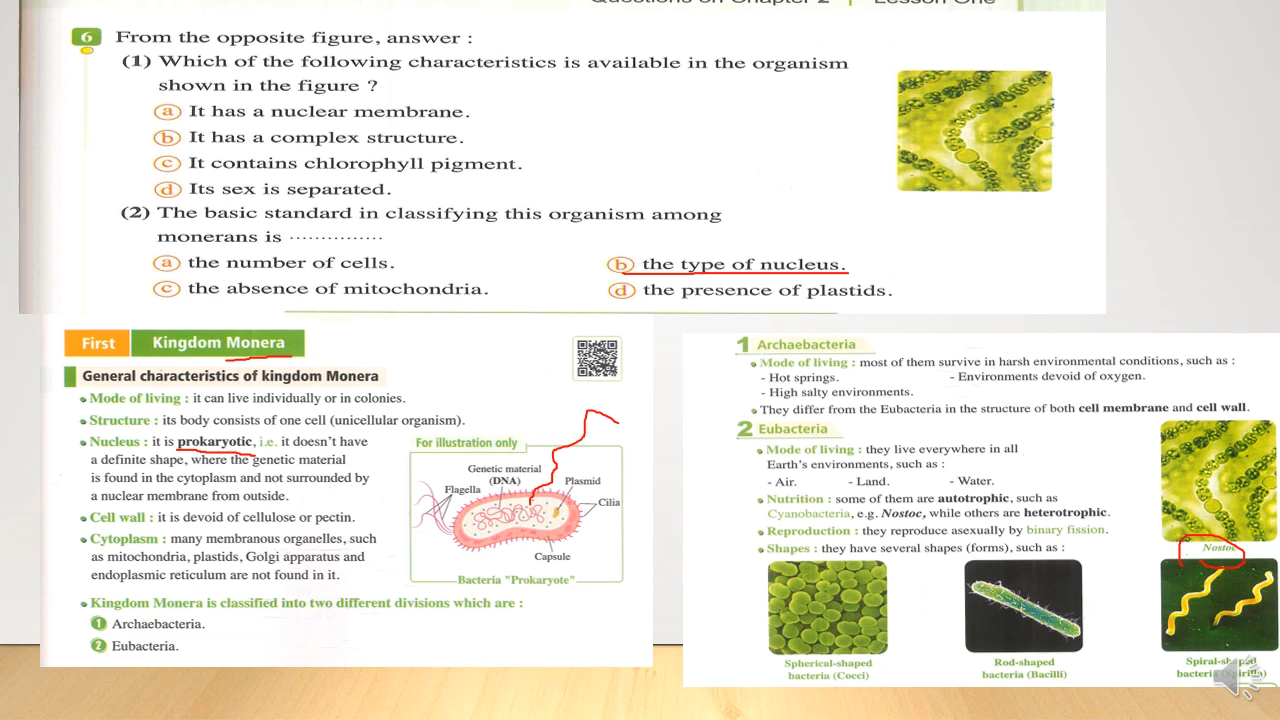 Questions on Chapter 2 | Lesson One
6 From the opposite figure, answer :
(1) Which of the following characteristics is available in the organism
shown in the figure ?
a It has a nuclear membrane.
b It has a complex structure.
c It contains chlorophyll pigment.
d Its sex is separated.
(2) The basic standard in classifying this organism among
monerans is ...............
a the number of cells.
b the type of nucleus.
c the absence of mitochondria.
d the presence of plastids.
First Kingdom Monera
General characteristics of kingdom Monera
• Mode of living : it can live individually or in colonies.
• Structure : its body consists of one cell (unicellular organism).
• Nucleus : it is prokaryotic, i.e. it doesn't have
a definite shape, where the genetic material
is found in the cytoplasm and not surrounded by
a nuclear membrane from outside.
• Cell wall : it is devoid of cellulose or pectin.
• Cytoplasm : many membranous organelles, such
as mitochondria, plastids, Golgi apparatus and
endoplasmic reticulum are not found in it.
For illustration only
Genetic material
(DNA)
Plasmid
Flagella
Cilia
Capsule
Bacteria "Prokaryote"
• Kingdom Monera is classified into two different divisions which are :
1 Archaebacteria.
2 Eubacteria.
1 Archaebacteria
• Mode of living : most of them survive in harsh environmental conditions, such as :
- Hot springs. - Environments devoid of oxygen.
- High salty environments.
• They differ from the Eubacteria in the structure of both cell membrane and cell wall.
2 Eubacteria
• Mode of living : they live everywhere in all
Earth's environments, such as :
- Air. - Land. - Water.
• Nutrition : some of them are autotrophic, such as
Cyanobacteria, e.g. Nostoc, while others are heterotrophic.
• Reproduction : they reproduce asexually by binary fission.
• Shapes : they have several shapes (forms), such as :
Nostoc
Spherical-shaped
bacteria (Cocci)
Rod-shaped
bacteria (Bacilli)
Spiral-shaped
bacteria (Spirilla)